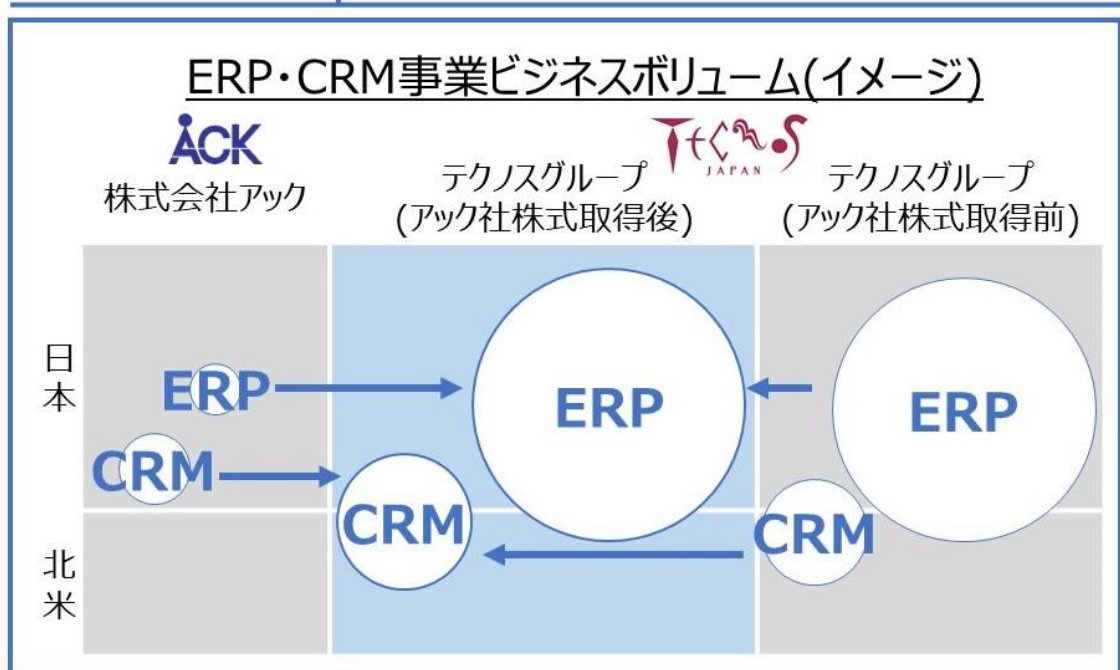 ERP・CRM事業ビジネスボリューム(イメージ)
ACK
株式会社アック
TECNOS
JAPAN
テクノスグループ
(アック社株式取得後)
テクノスグループ
(アック社株式取得前)
日本
ERP
ERP
ERP
CRM
CRM
CRM
北米